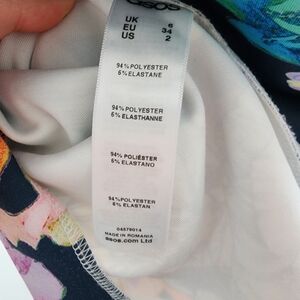 asos
UK 6
EU 34
US 2
94% POLYESTER
6% ELASTANE
94% POLYESTER
6% ELASTHANNE
94% POLIÉSTER
6% ELASTANO
94% POLYESTER
6% ELASTAN
MADE IN ROMANIA
asos.com Ltd